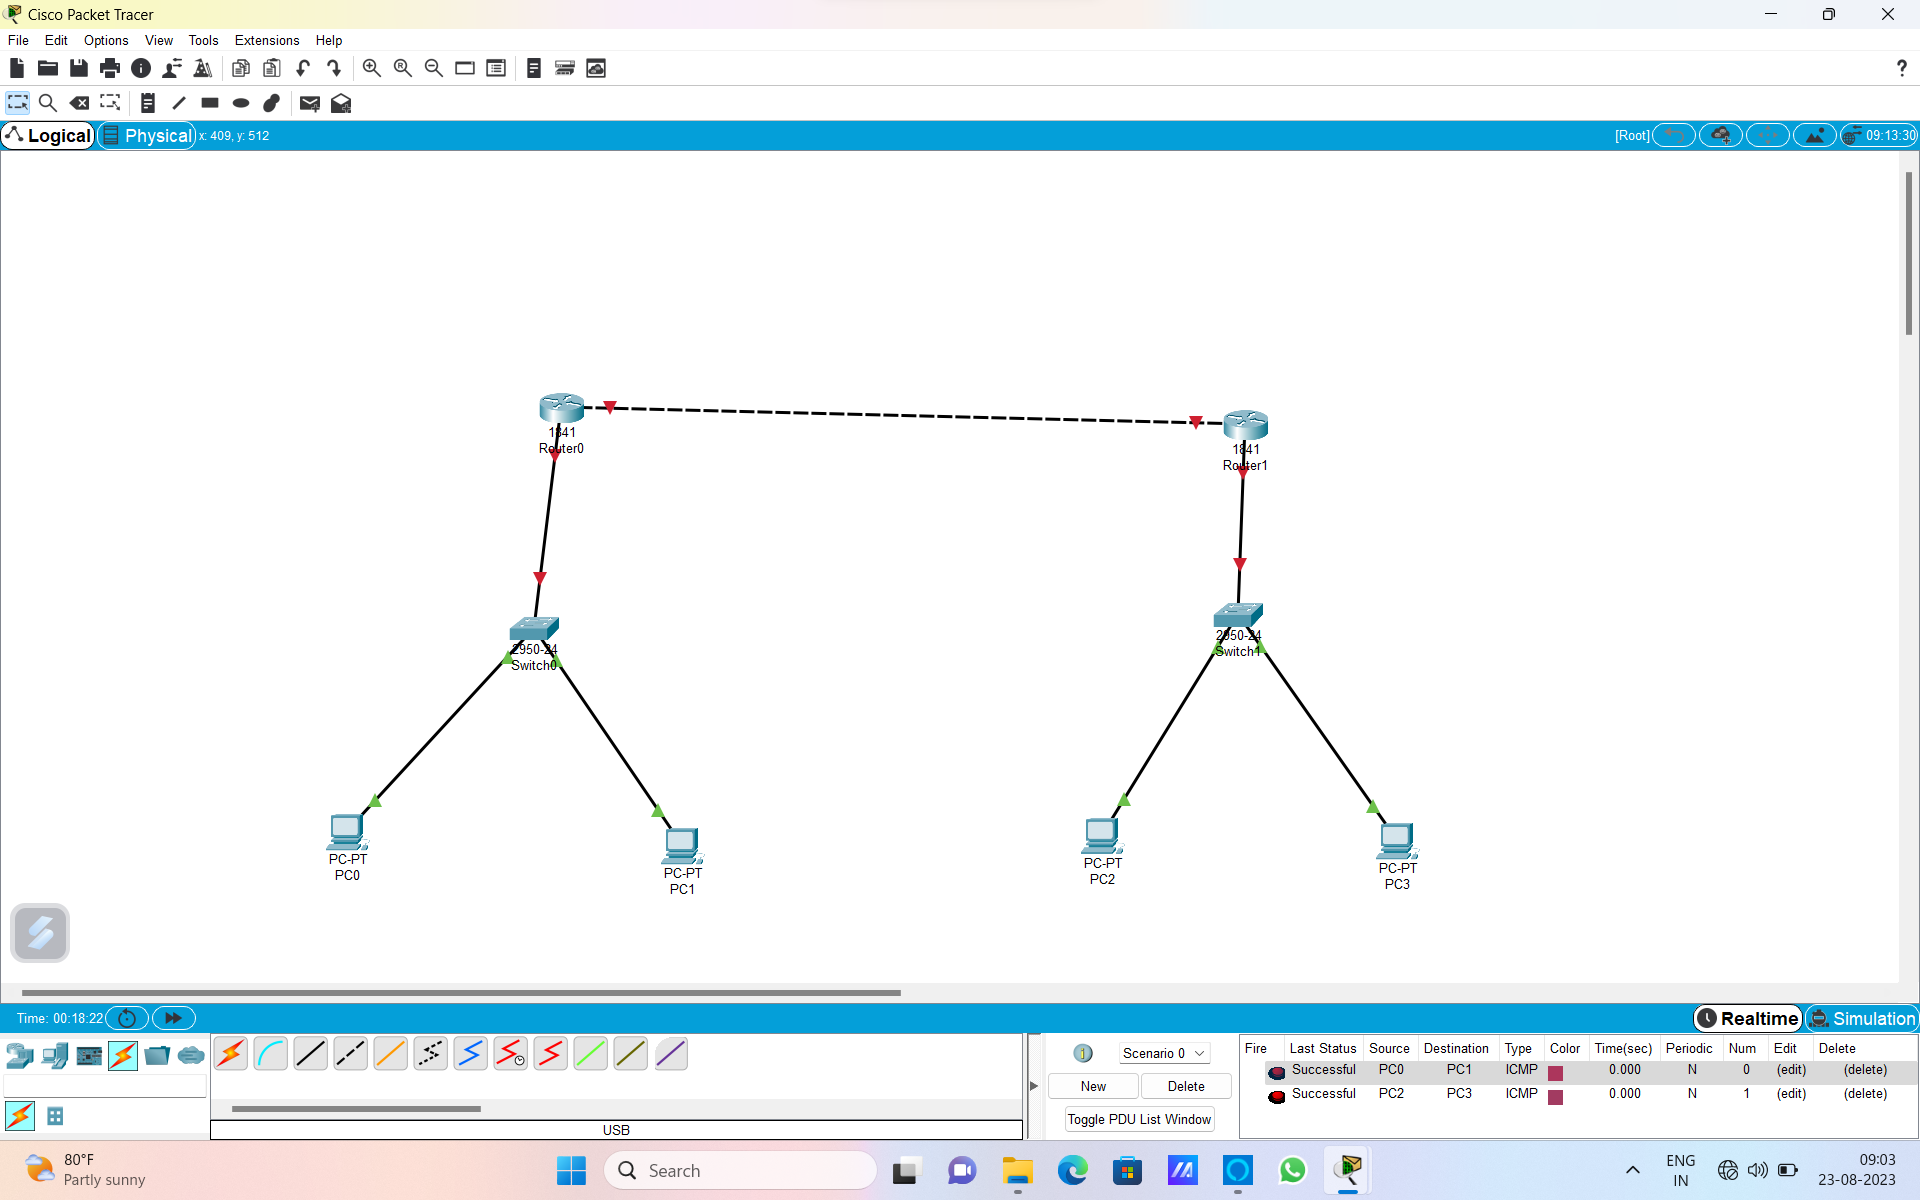 Cisco Packet Tracer
File Edit Options View Tools Extensions Help
?
Logical Physical x: 409, y: 512 [Root] 09:13:30
1841
Router0
1841
Router1
2950-24
Switch0
2950-24
Switch1
PC-PT
PC0
PC-PT
PC1
PC-PT
PC2
PC-PT
PC3
Time: 00:18:22 Realtime Simulation
Scenario 0
New Delete
Toggle PDU List Window
Fire Last Status Source Destination Type Color Time(sec) Periodic Num Edit Delete
Successful PC0 PC1 ICMP 0.000 N 0 (edit) (delete)
Successful PC2 PC3 ICMP 0.000 N 1 (edit) (delete)
USB
80°F
Partly sunny
Search
ENG
IN
09:03
23-08-2023